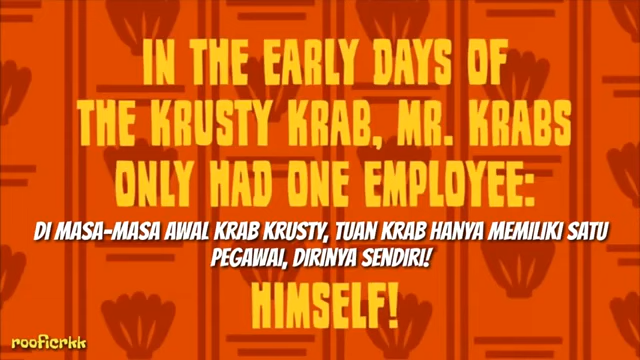 IN THE EARLY DAYS OF
THE KRUSTY KRAB, MR. KRABS
ONLY HAD ONE EMPLOYEE:
DI MASA-MASA AWAL KRAB KRUSTY, TUAN KRAB HANYA MEMILIKI SATU
PEGAWAI, DIRINYA SENDIRI!
HIMSELF!
roofierkk